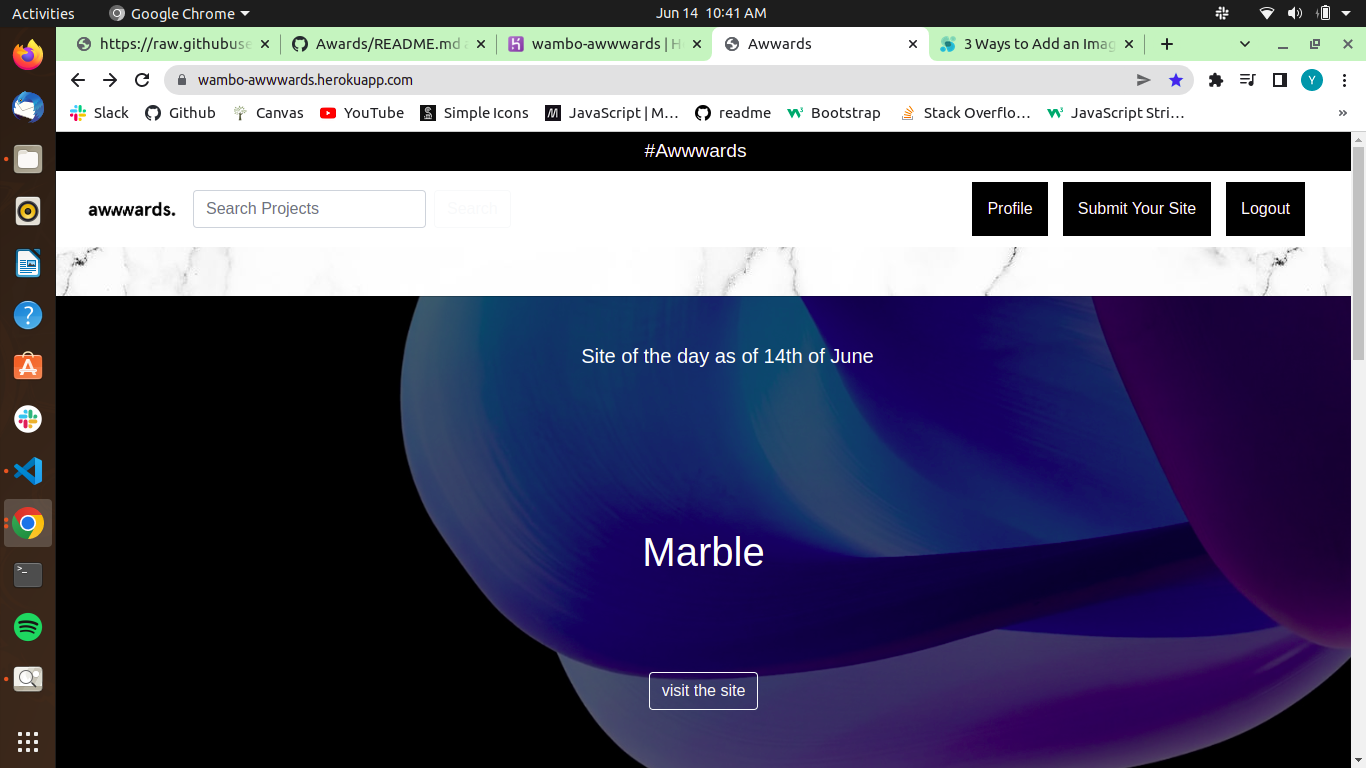 Activities Google Chrome Jun 14 10:41 AM
https://raw.githubuse Awards/README.md a wambo-awwwards | H Awwards 3 Ways to Add an Imag
wambo-awwwards.herokuapp.com Y
Slack Github Canvas YouTube Simple Icons JavaScript | M… readme Bootstrap Stack Overflo… JavaScript Stri… »
#Awwwards
awwwards. Search Projects Search Profile Submit Your Site Logout
Site of the day as of 14th of June
Marble
visit the site